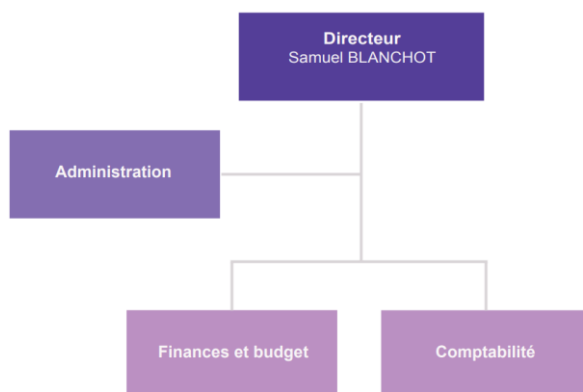 Directeur
Samuel BLANCHOT
Administration
Finances et budget
Comptabilité